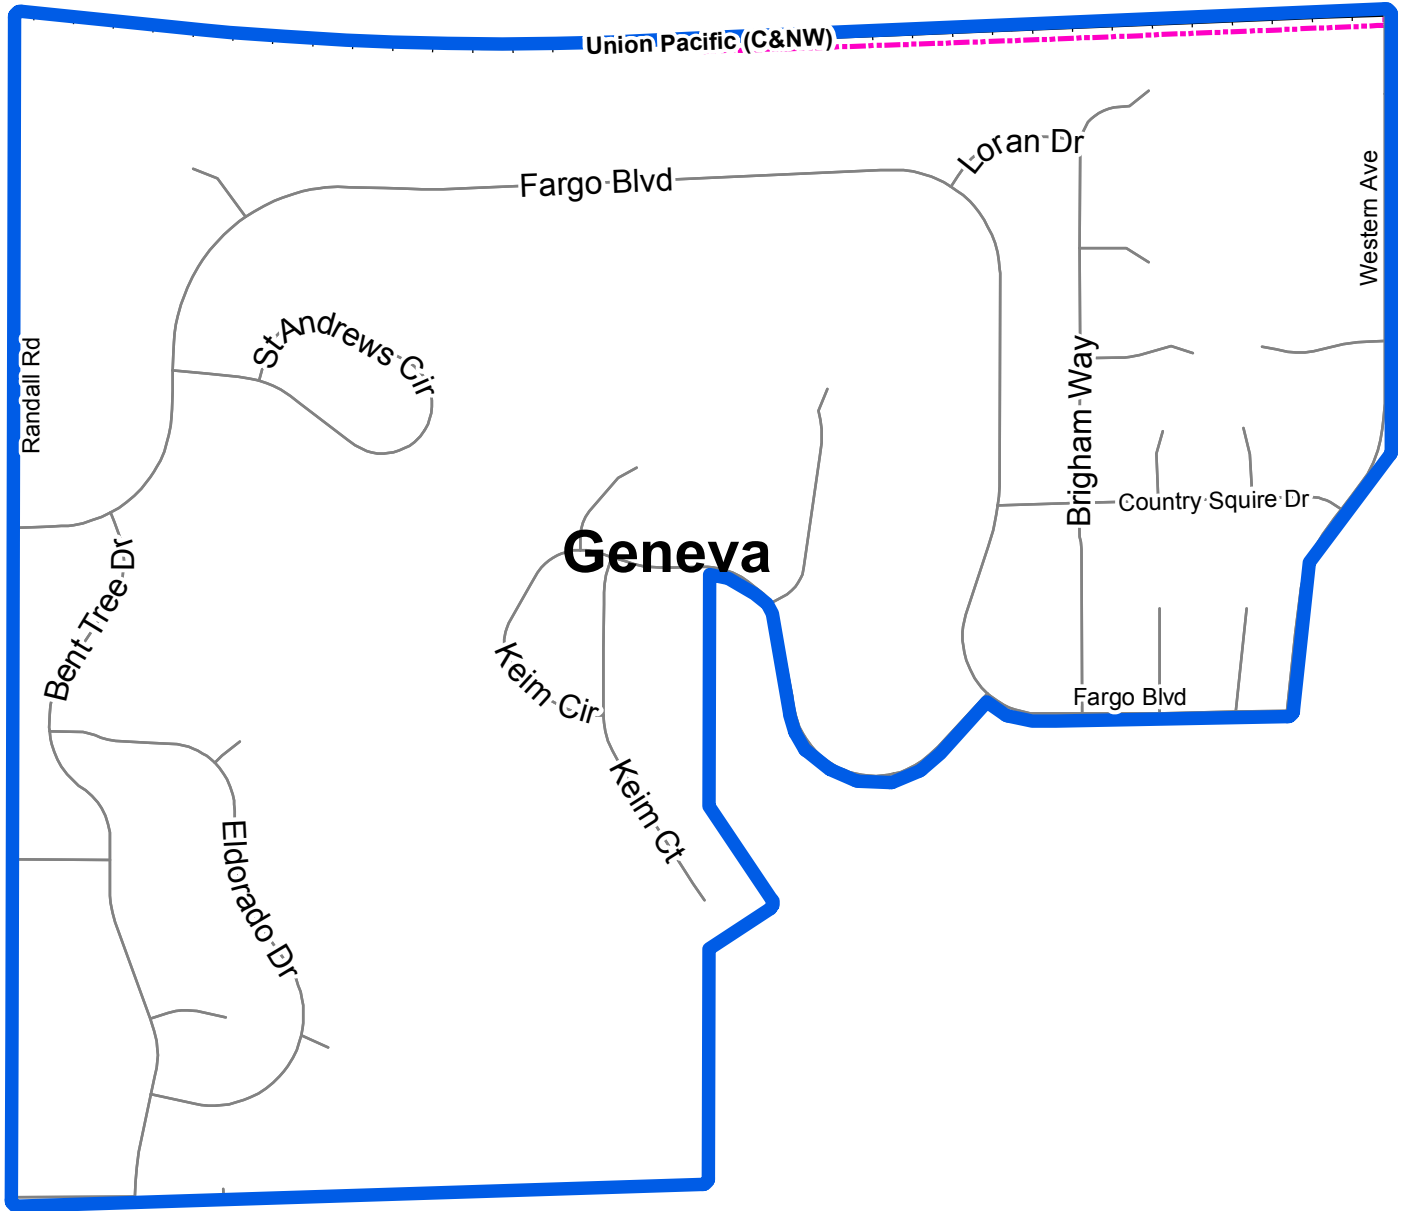 Union Pacific (C&NW)
Loran Dr
Fargo Blvd
Western Ave
St Andrews Cir
Randall Rd
Brigham Way
Country Squire Dr
Geneva
Bent Tree Dr
Keim Cir
Fargo Blvd
Keim Ct
Eldorado Dr